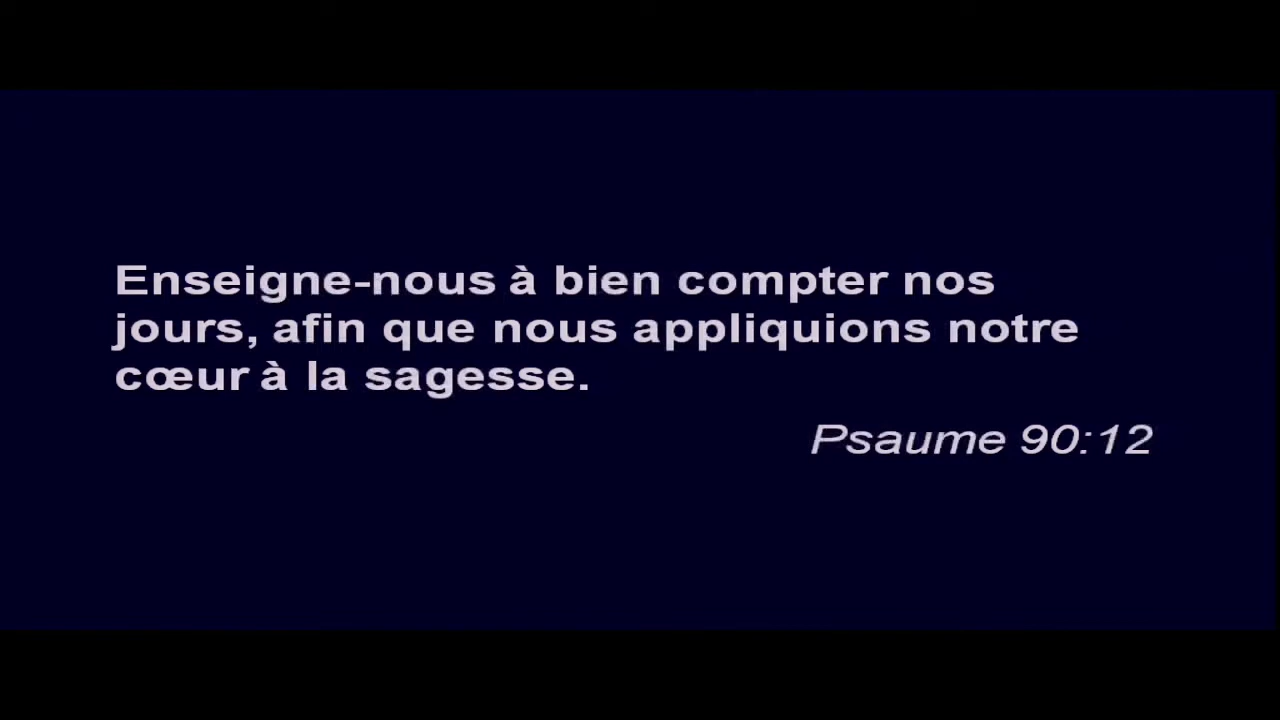 Enseigne-nous à bien compter nos
jours, afin que nous appliquions notre
cœur à la sagesse.
Psaume 90:12